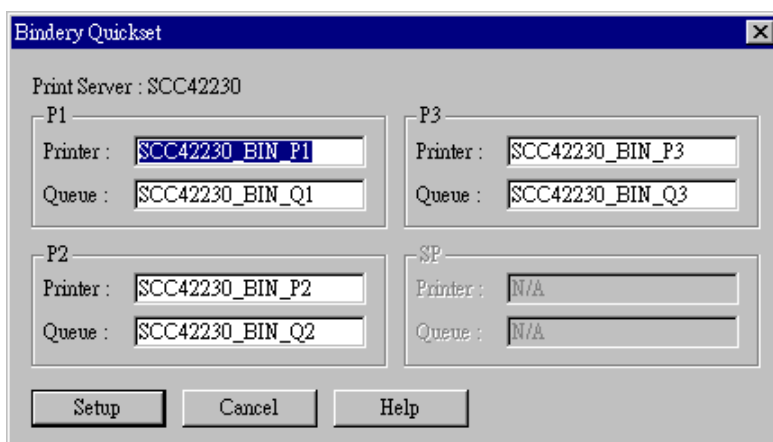 Bindery Quickset
Print Server : SCC42230
P1
Printer : SCC42230_BIN_P1
Queue : SCC42230_BIN_Q1
P3
Printer : SCC42230_BIN_P3
Queue : SCC42230_BIN_Q3
P2
Printer : SCC42230_BIN_P2
Queue : SCC42230_BIN_Q2
SP
Printer : N/A
Queue : N/A
Setup Cancel Help